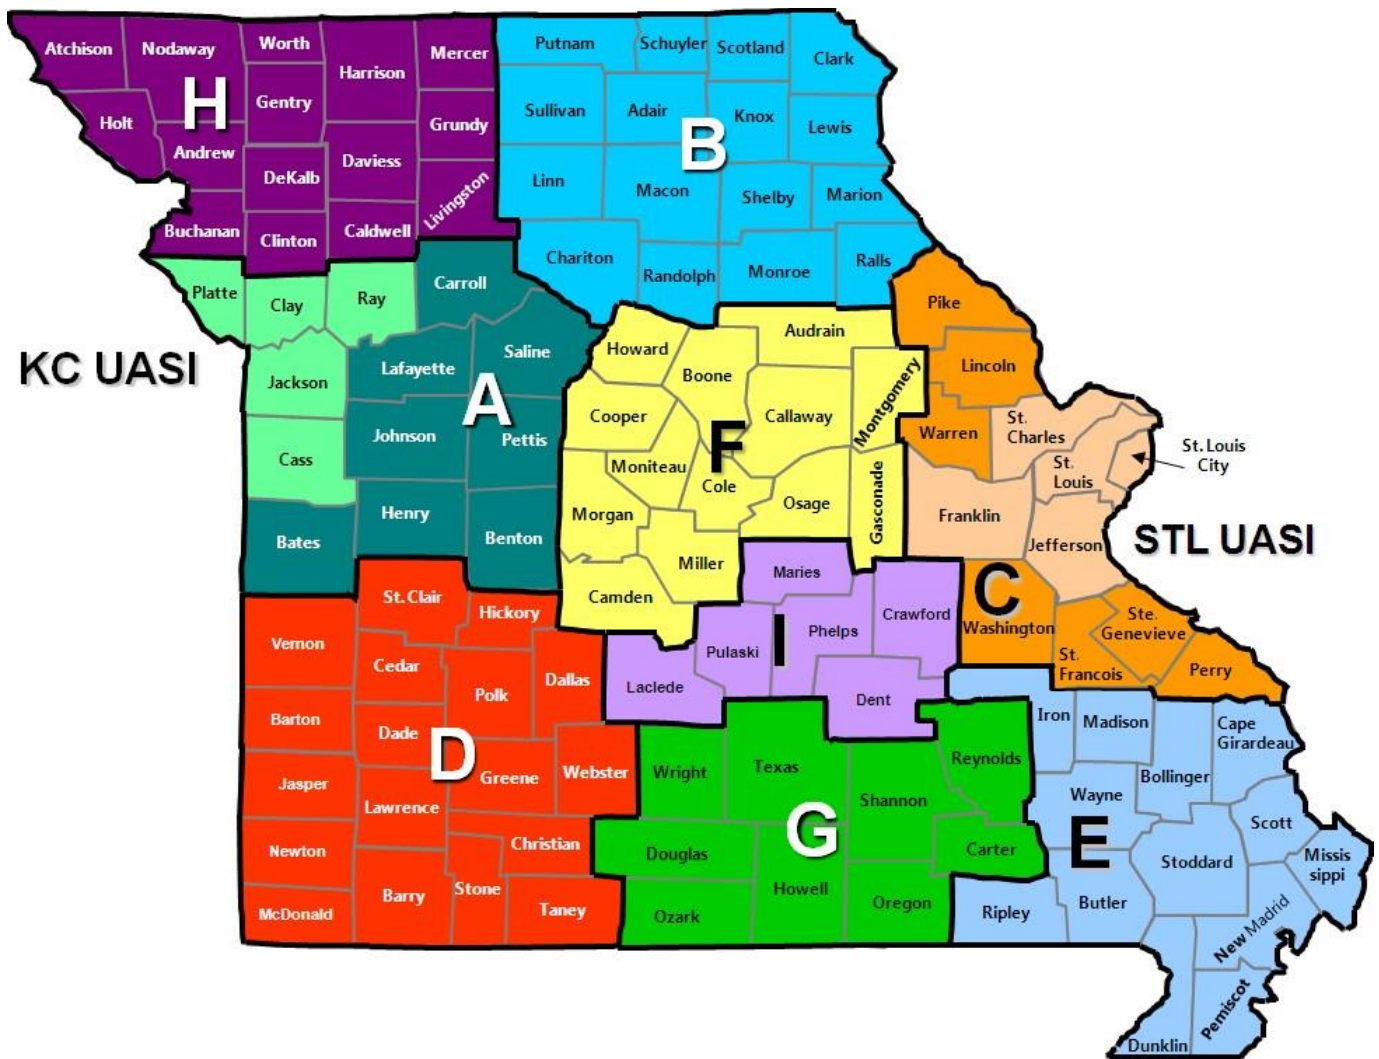 Atchison
Nodaway
Worth
Harrison
Mercer
Gentry
Holt
H
Grundy
Andrew
Daviess
DeKalb
Livingston
Buchanan
Clinton
Caldwell
Putnam
Schuyler
Scotland
Clark
Sullivan
Adair
Knox
Lewis
B
Linn
Macon
Shelby
Marion
Chariton
Randolph
Monroe
Ralls
Platte
Clay
Ray
Carroll
KC UASI
Jackson
Lafayette
Saline
A
Johnson
Pettis
Cass
Henry
Bates
Benton
Howard
Boone
Audrain
Montgomery
Cooper
Callaway
F
Moniteau
Cole
Morgan
Osage
Gasconade
Miller
Camden
Pike
Lincoln
Warren
St.
Charles
St. Louis
City
St.
Louis
Franklin
Jefferson
STL UASI
C
Washington
Ste.
Genevieve
St.
Francois
Perry
Maries
I
Phelps
Crawford
Pulaski
Laclede
Dent
St. Clair
Hickory
Vernon
Cedar
Polk
Dallas
Barton
Dade
D
Greene
Webster
Jasper
Lawrence
Christian
Newton
Barry
Stone
Taney
McDonald
Wright
Texas
Reynolds
Shannon
G
Douglas
Carter
Howell
Ozark
Oregon
Iron
Madison
Cape
Girardeau
Bollinger
Wayne
E
Scott
Missis
sippi
Stoddard
Ripley
Butler
New Madrid
Pemiscot
Dunklin